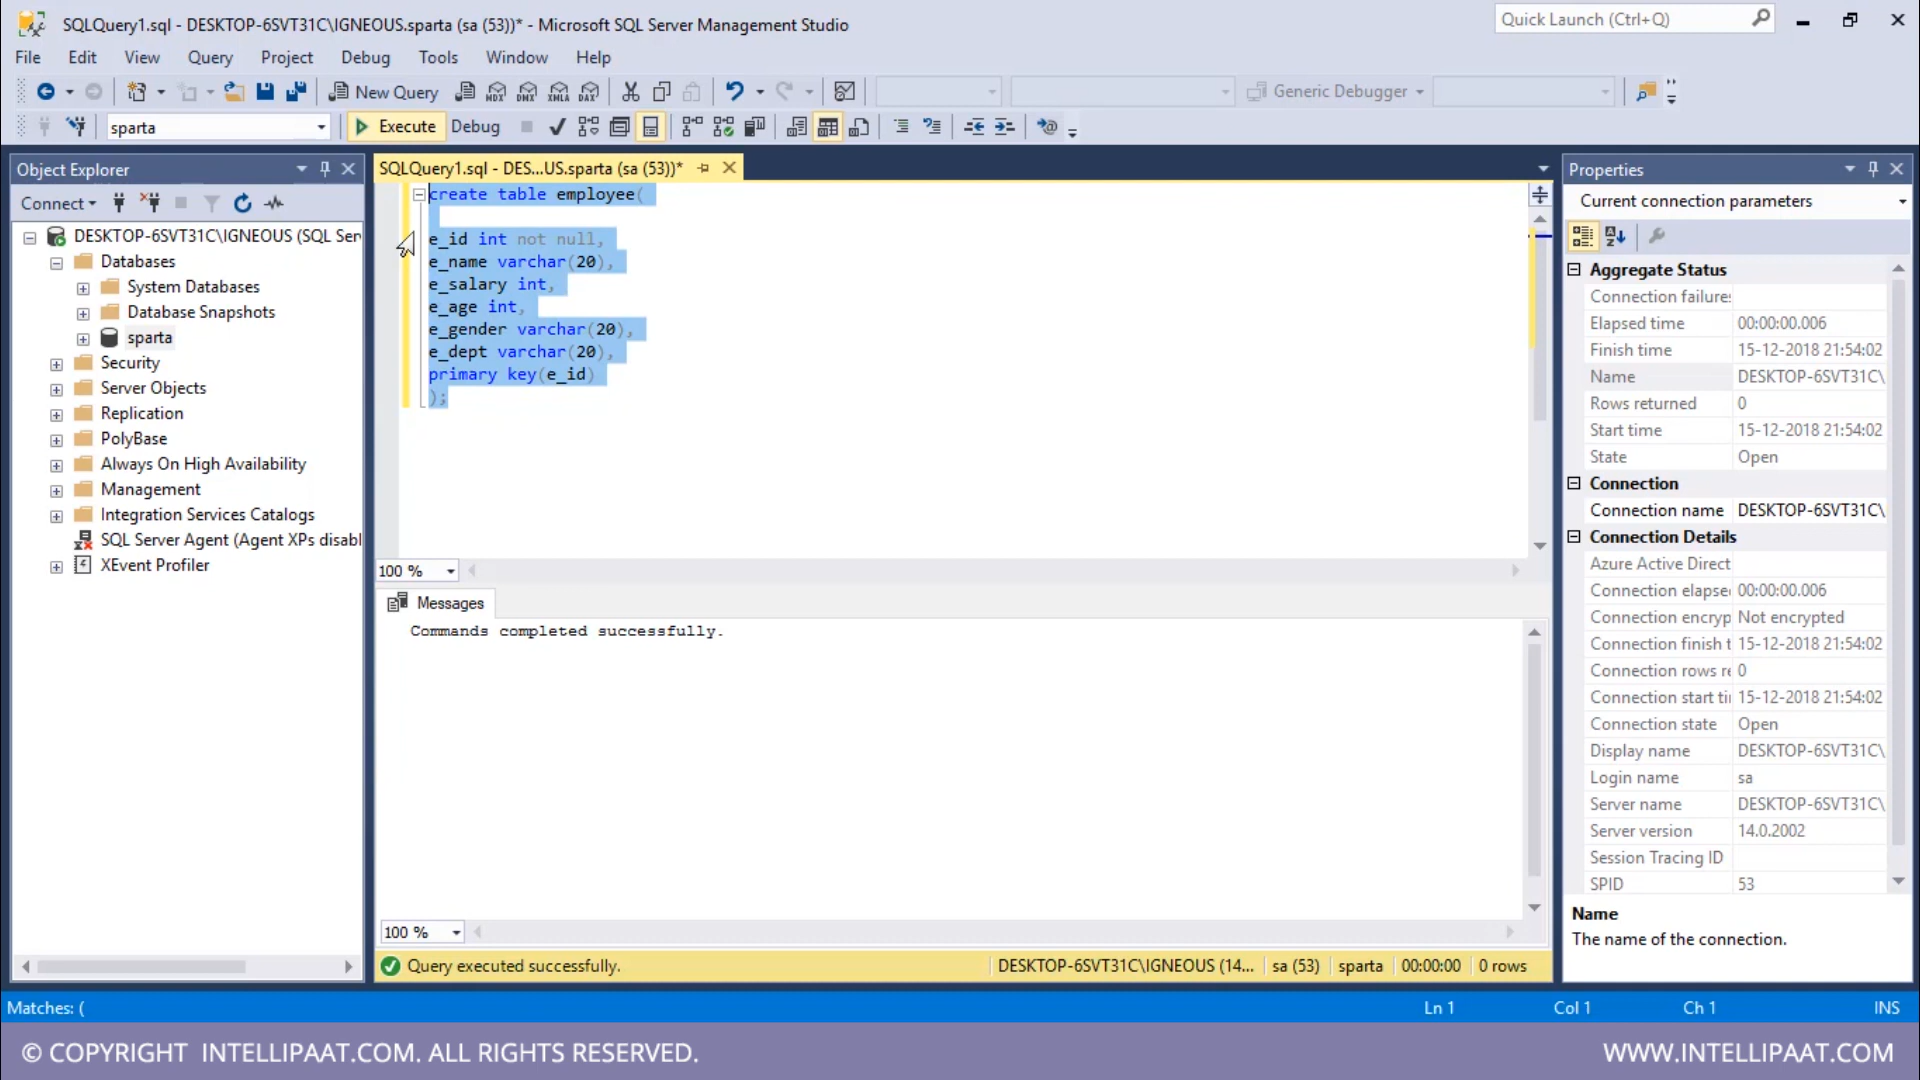 SQLQuery1.sql - DESKTOP-6SVT31C\IGNEOUS.sparta (sa (53))* - Microsoft SQL Server Management Studio
Quick Launch (Ctrl+Q)
File Edit View Query Project Debug Tools Window Help
New Query
MDX DMX XMLA DAX
Generic Debugger
sparta
Execute Debug
Object Explorer
Connect
DESKTOP-6SVT31C\IGNEOUS (SQL Ser
Databases
System Databases
Database Snapshots
sparta
Security
Server Objects
Replication
PolyBase
Always On High Availability
Management
Integration Services Catalogs
SQL Server Agent (Agent XPs disabl
XEvent Profiler
SQLQuery1.sql - DES...US.sparta (sa (53))*
create table employee(
e_id int not null,
e_name varchar(20),
e_salary int,
e_age int,
e_gender varchar(20),
e_dept varchar(20),
primary key(e_id)
);
100 %
Messages
Commands completed successfully.
100 %
Query executed successfully.
DESKTOP-6SVT31C\IGNEOUS (14... sa (53) sparta 00:00:00 0 rows
Properties
Current connection parameters
Aggregate Status
Connection failures
Elapsed time 00:00:00.006
Finish time 15-12-2018 21:54:02
Name DESKTOP-6SVT31C\
Rows returned 0
Start time 15-12-2018 21:54:02
State Open
Connection
Connection name DESKTOP-6SVT31C\
Connection Details
Azure Active Direct
Connection elapse 00:00:00.006
Connection encryp Not encrypted
Connection finish t 15-12-2018 21:54:02
Connection rows re 0
Connection start ti 15-12-2018 21:54:02
Connection state Open
Display name DESKTOP-6SVT31C\
Login name sa
Server name DESKTOP-6SVT31C\
Server version 14.0.2002
Session Tracing ID
SPID 53
Name
The name of the connection.
Matches: (
Ln 1 Col 1 Ch 1 INS
© COPYRIGHT INTELLIPAAT.COM. ALL RIGHTS RESERVED.
WWW.INTELLIPAAT.COM